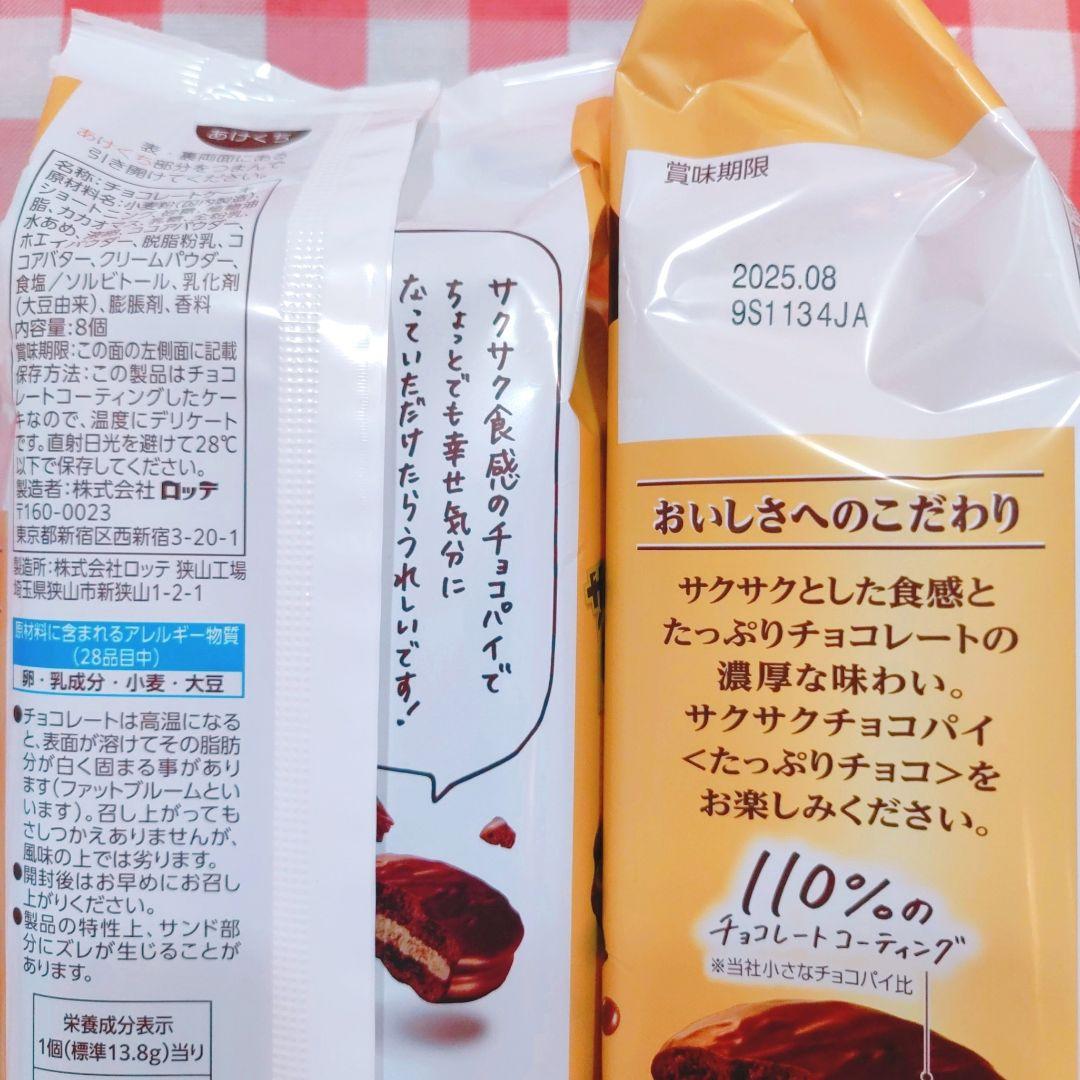 あけくち
表・裏両面にある
あけくち部分をつまんで
引き開けてください。
名称:チョコレートケーキ
原材料名:小麦粉(国内製造)、
ショートニング、砂糖、
脂、カカオマス、
水あめ、ココアパウダー、
ホエイパウダー、脱脂粉乳、コ
コアバター、クリームパウダー、
食塩/ソルビトール、乳化剤
(大豆由来)、膨脹剤、香料
内容量:8個
賞味期限:この面の左側面に記載
保存方法:この製品はチョコ
レートコーティングしたケー
キなので、温度にデリケート
です。直射日光を避けて28℃
以下で保存してください。
製造者:株式会社 ロッテ
〒160-0023
東京都新宿区西新宿3-20-1
製造所:株式会社ロッテ 狭山工場
埼玉県狭山市新狭山1-2-1
原材料に含まれるアレルギー物質
(28品目中)
卵・乳成分・小麦・大豆
●チョコレートは高温になる
と、表面が溶けてその脂肪
分が白く固まる事があり
ます(ファットブルームとい
います)。召し上がっても
さしつかえありませんが、
風味の上では劣ります。
●開封後はお早めにお召し
上がりください。
●製品の特性上、サンド部
分にズレが生じることが
あります。
栄養成分表示
1個(標準13.8g)当り
サクサク食感のチョコパイで
ちょっとでも幸せ気分に
なっていただけたらうれしいです!
賞味期限
2025.08
9S1134JA
おいしさへのこだわり
サクサクとした食感と
たっぷりチョコレートの
濃厚な味わい。
サクサクチョコパイ
<たっぷりチョコ>を
お楽しみください。
110%の
チョコレートコーティング
※当社小さなチョコパイ比